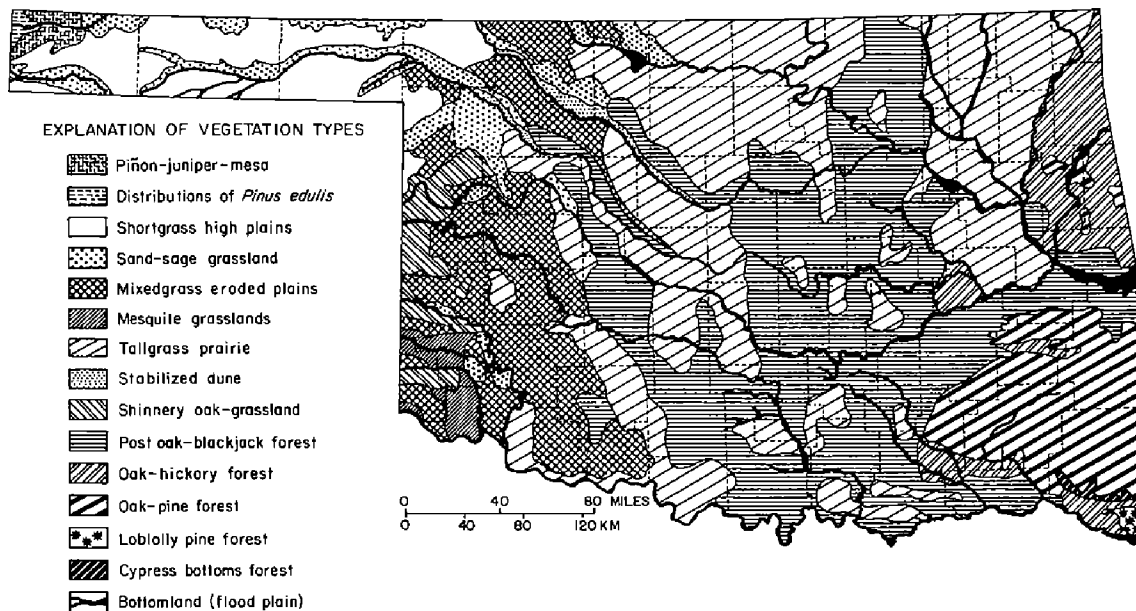 EXPLANATION OF VEGETATION TYPES
Piñon-juniper-mesa
Distributions of Pinus edulis
Shortgrass high plains
Sand-sage grassland
Mixedgrass eroded plains
Mesquite grasslands
Tallgrass prairie
Stabilized dune
Shinnery oak-grassland
Post oak-blackjack forest
Oak-hickory forest
Oak-pine forest
Loblolly pine forest
Cypress bottoms forest
Bottomland (flood plain)
0 40 80 MILES
0 40 80 120 KM